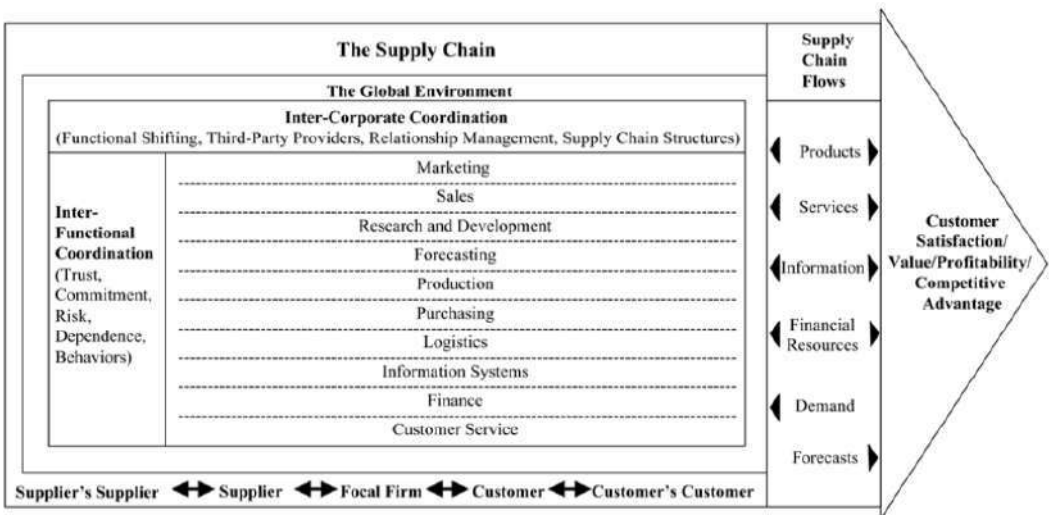 The Supply Chain
Supply
Chain
Flows
The Global Environment
Inter-Corporate Coordination
(Functional Shifting, Third-Party Providers, Relationship Management, Supply Chain Structures)
Inter-
Functional
Coordination
(Trust,
Commitment,
Risk,
Dependence,
Behaviors)
Marketing
Sales
Research and Development
Forecasting
Production
Purchasing
Logistics
Information Systems
Finance
Customer Service
Products
Services
Information
Financial
Resources
Demand
Forecasts
Customer
Satisfaction/
Value/Profitability/
Competitive
Advantage
Supplier's Supplier Supplier Focal Firm Customer Customer's Customer